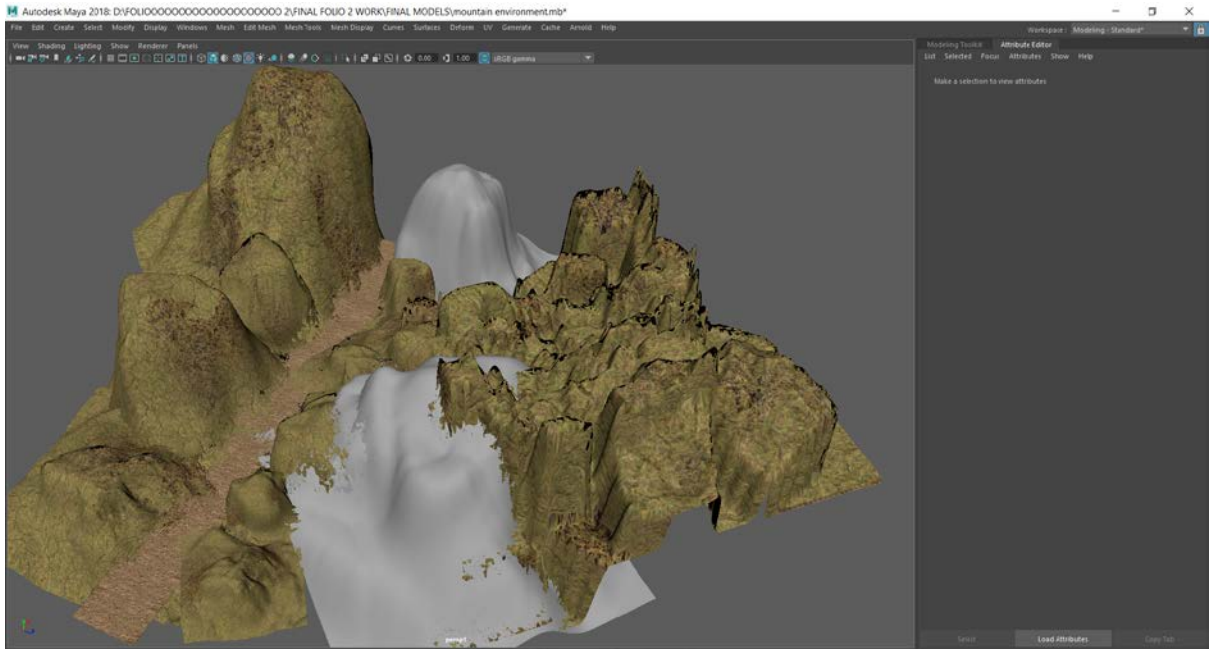 Autodesk Maya 2018: D:\FOLIOOOOOOOOOOOOOOOOOOOO 2\FINAL FOLIO 2 WORK\FINAL MODELS\mountain environment.mb*
File Edit Create Select Modify Display Windows Mesh Edit Mesh Mesh Tools Mesh Display Curves Surfaces Deform UV Generate Cache Arnold Help
Workspace: Modeling - Standard*
View Shading Lighting Show Renderer Panels
Modeling Toolkit Attribute Editor
0.00 1.00 sRGB gamma
List Selected Focus Attributes Show Help
Make a selection to view attributes
persp1
Select Load Attributes Copy Tab